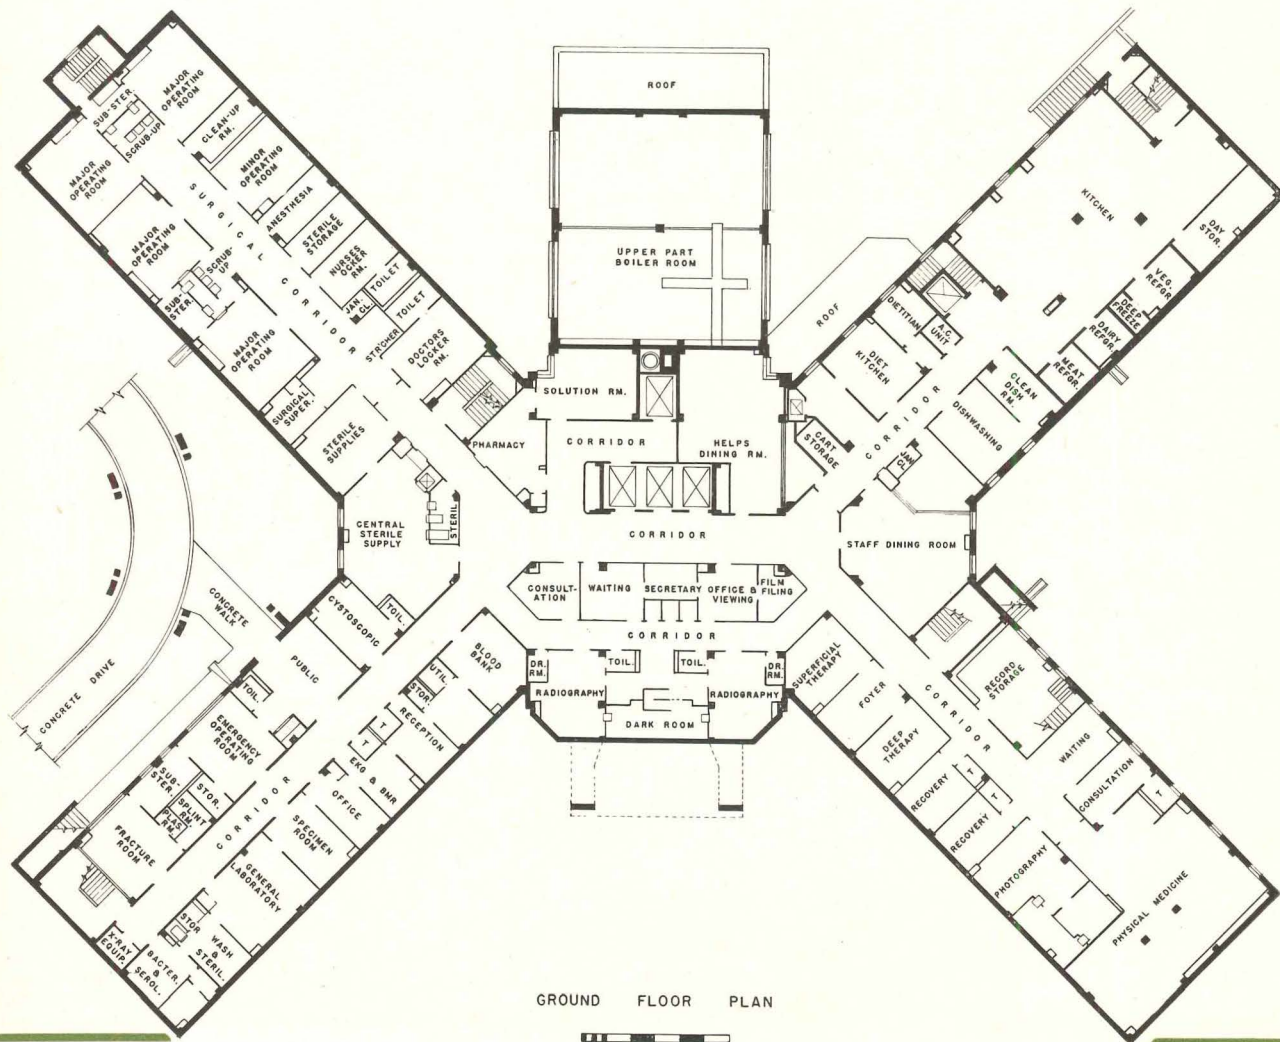 ROOF
UPPER PART
BOILER ROOM
ROOF
SUB-STER.
MAJOR
OPERATING
ROOM
SCRUB-UP
CLEAN-UP
RM.
MAJOR
OPERATING
ROOM
MINOR
OPERATING
ROOM
ANESTHESIA
STERILE
STORAGE
NURSES
OCKER
RM.
TOILET
JAN.
CL.
TOILET
STR'CHER
DOCTORS
LOCKER
RM.
SURGICAL CORRIDOR
MAJOR
OPERATING
ROOM
SCRUB-
UP
SUB-
STER.
MAJOR
OPERATING
ROOM
SURGICAL
SUPER.
STERILE
SUPPLIES
CENTRAL
STERILE
SUPPLY
STERIL
PHARMACY
SOLUTION RM.
CORRIDOR
HELPS
DINING RM.
CORRIDOR
KITCHEN
DAY
STOR.
VEG.
REFGR.
DEEP
FREEZE
DAIRY
REFGR.
MEAT
REFGR.
CLEAN
DISH
RM.
DISHWASHING
DIETITIAN
A.C.
UNIT
DIET
KITCHEN
CORRIDOR
CART
STORAGE
JAN
CL.
STAFF DINING ROOM
CONSULT-
ATION
WAITING
SECRETARY
OFFICE &
VIEWING
FILM
FILING
CORRIDOR
DR.
RM.
TOIL.
TOIL.
DR.
RM.
RADIOGRAPHY
RADIOGRAPHY
DARK ROOM
CONCRETE
WALK
CONCRETE DRIVE
CYSTOSCOPIC
TOIL.
PUBLIC
TOIL.
BLOOD
BANK
UTIL.
STOR.
RECEPTION
T
T
EKG & BMR
OFFICE
SPECIMEN
ROOM
GENERAL
LABORATORY
EMERGENCY
OPERATING
ROOM
SUB-
STER.
STOR.
SPLINT
RM.
PLAS.
RM.
FRACTURE
ROOM
CORRIDOR
STOR
WASH
&
STERIL.
X-RAY
EQUIP.
BACTER.
&
SEROL.
SUPERFICIAL
THERAPY
FOYER
DEEP
THERAPY
RECOVERY
T
T
RECOVERY
PHOTOGRAPHY
CORRIDOR
RECORD
STORAGE
WAITING
CONSULTATION
T
PHYSICAL MEDICINE
GROUND FLOOR PLAN